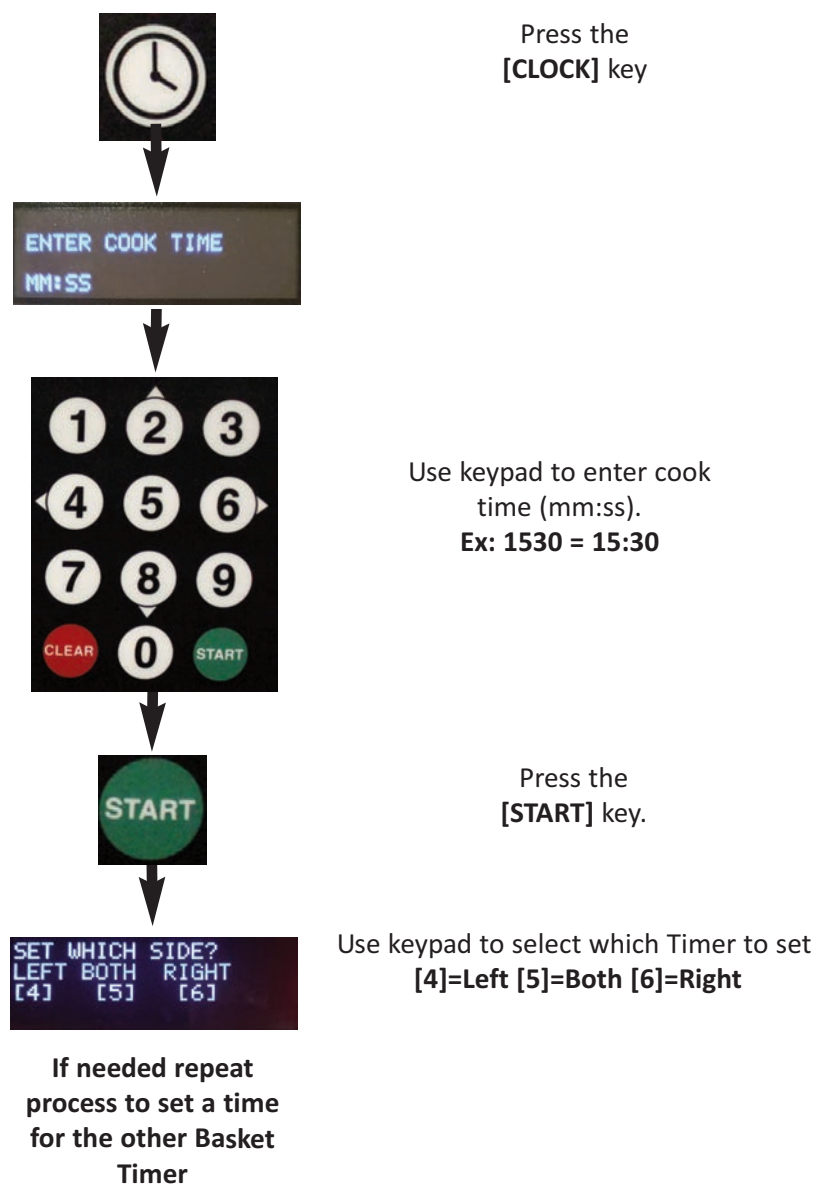 Press the
[CLOCK] key
ENTER COOK TIME
MM:SS
1 2 3
4 5 6
7 8 9
CLEAR 0 START
Use keypad to enter cook
time (mm:ss).
Ex: 1530 = 15:30
START
Press the
[START] key.
SET WHICH SIDE?
LEFT BOTH RIGHT
[4] [5] [6]
Use keypad to select which Timer to set
[4]=Left [5]=Both [6]=Right
If needed repeat
process to set a time
for the other Basket
Timer